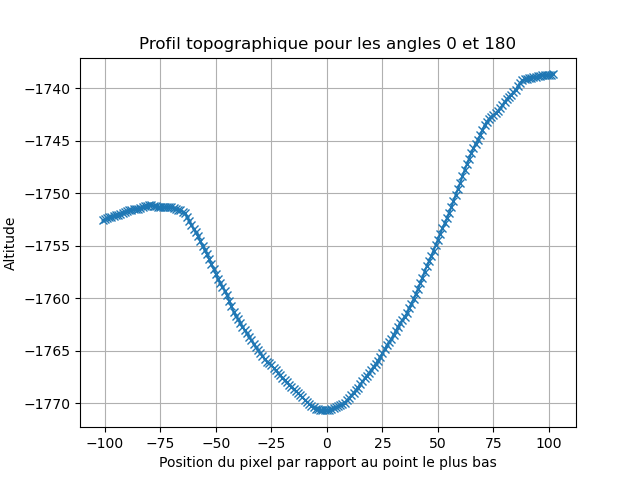 Profil topographique pour les angles 0 et 180
Altitude
−1740
−1745
−1750
−1755
−1760
−1765
−1770
−100 −75 −50 −25 0 25 50 75 100
Position du pixel par rapport au point le plus bas